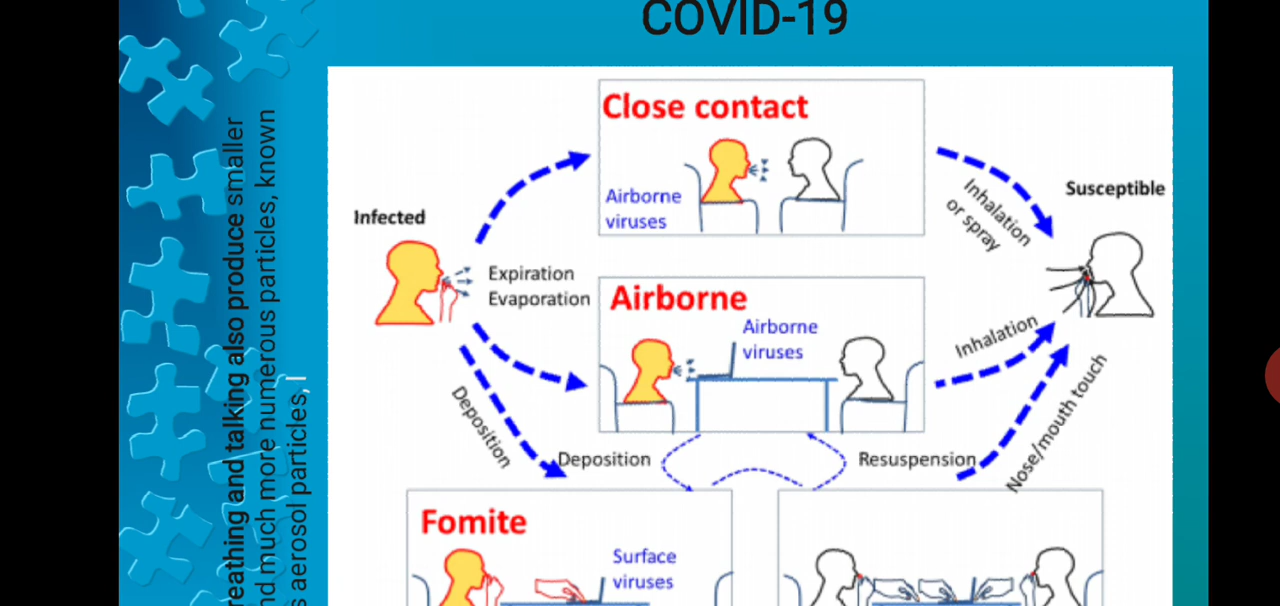 COVID-19
reathing and talking also produce smaller
nd much more numerous particles, known
s aerosol particles,
Close contact
Airborne
viruses
Inhalation
or spray
Susceptible
Infected
Expiration
Evaporation
Airborne
Airborne
viruses
Inhalation
Deposition
Deposition
Resuspension
Nose/mouth touch
Fomite
Surface
viruses